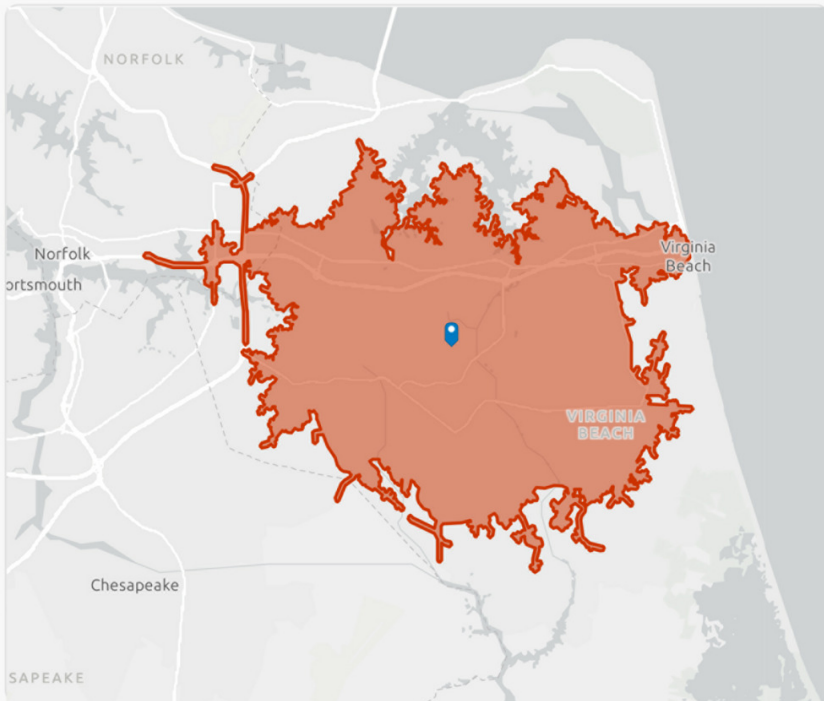 NORFOLK
Norfolk
ortsmouth
Virginia
Beach
VIRGINIA
BEACH
Chesapeake
SAPEAKE